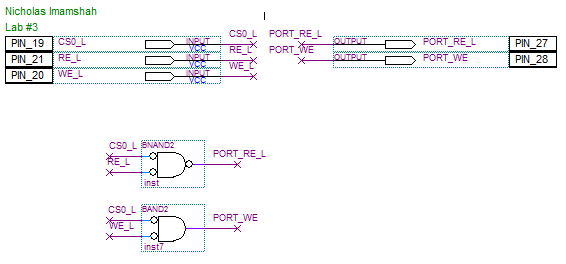 Nicholas Imamshah
Lab #3
CS0_L PORT_RE_L
PIN_19 CS0_L INPUT VCC OUTPUT PORT_RE_L PIN_27
RE_L PORT_WE
PIN_21 RE_L INPUT VCC OUTPUT PORT_WE PIN_28
WE_L
PIN_20 WE_L INPUT VCC
CS0_L BNAND2
RE_L PORT_RE_L
inst
CS0_L BAND2
WE_L PORT_WE
inst7